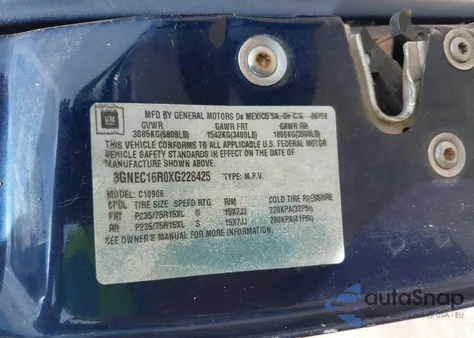 GM
MFD BY GENERAL MOTORS De MEXICO SA. De C.V.
GVWR GAWR FRT GAWR RR
3085KG(6800LB) 1542KG(3400LB)
THIS VEHICLE CONFORMS TO ALL APPLICABLE U.S. FEDERAL MOTOR
VEHICLE SAFETY STANDARDS IN EFFECT ON THE DATE OF
MANUFACTURE SHOWN ABOVE.
3GNEC16R0XG228425 TYPE: M.P.V.
C10906
TIRE SIZE SPEED RTG RIM COLD TIRE PRESSURE
FRT P235/75R15XL S 15X7JJ 220KPA(32PSI)
RR P235/75R15XL S 15X7JJ 280KPA(41PSI)
SEE OWNER'S MANUAL FOR MORE INFORMATION.
autoSnap